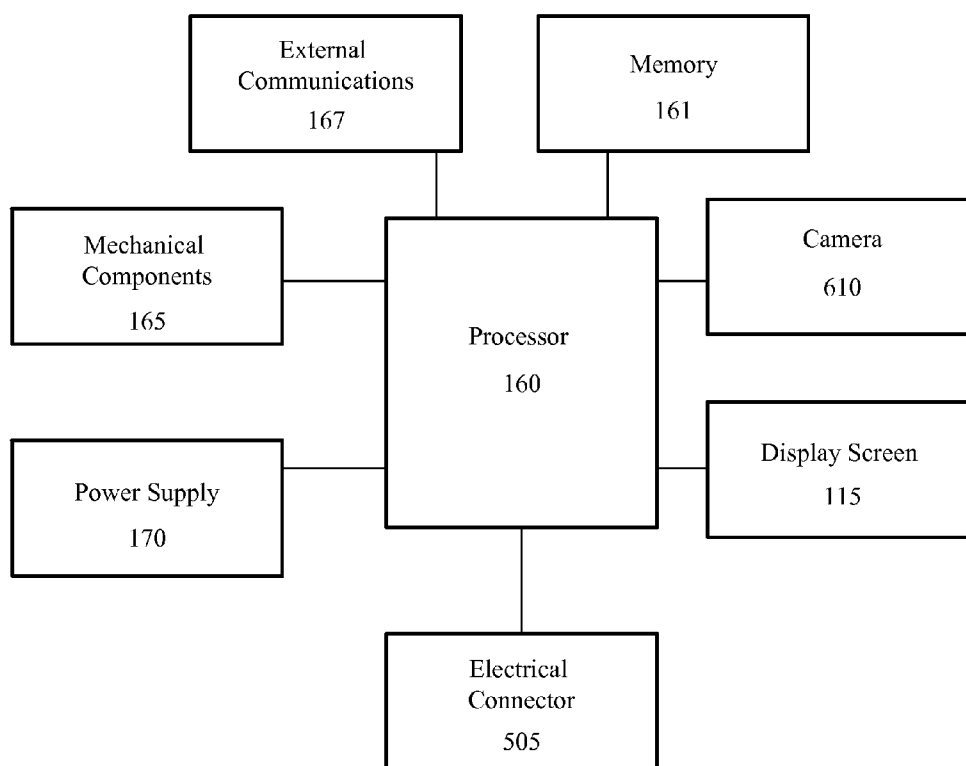 External
Communications
167
Memory
161
Mechanical
Components
165
Camera
610
Processor
160
Power Supply
170
Display Screen
115
Electrical
Connector
505